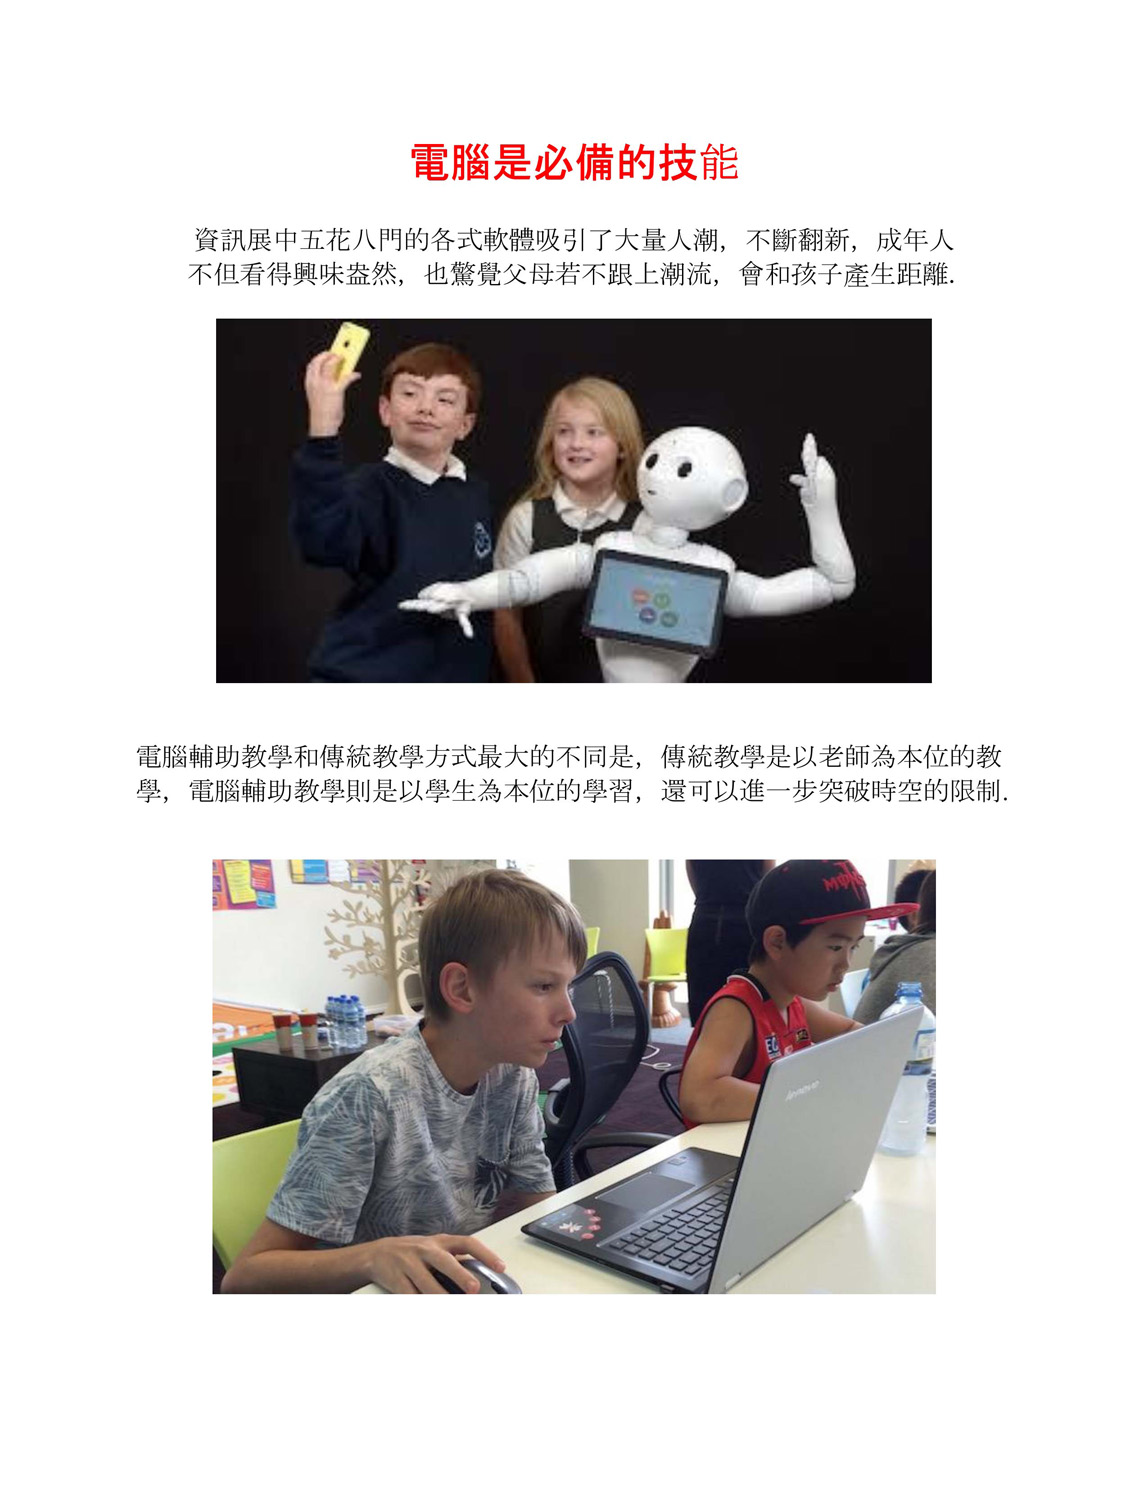 電腦是必備的技能
資訊展中五花八門的各式軟體吸引了大量人潮，不斷翻新，成年人
不但看得興味盎然，也驚覺父母若不跟上潮流，會和孩子產生距離.
電腦輔助教學和傳統教學方式最大的不同是，傳統教學是以老師為本位的教
學，電腦輔助教學則是以學生為本位的學習，還可以進一步突破時空的限制.
lenovo